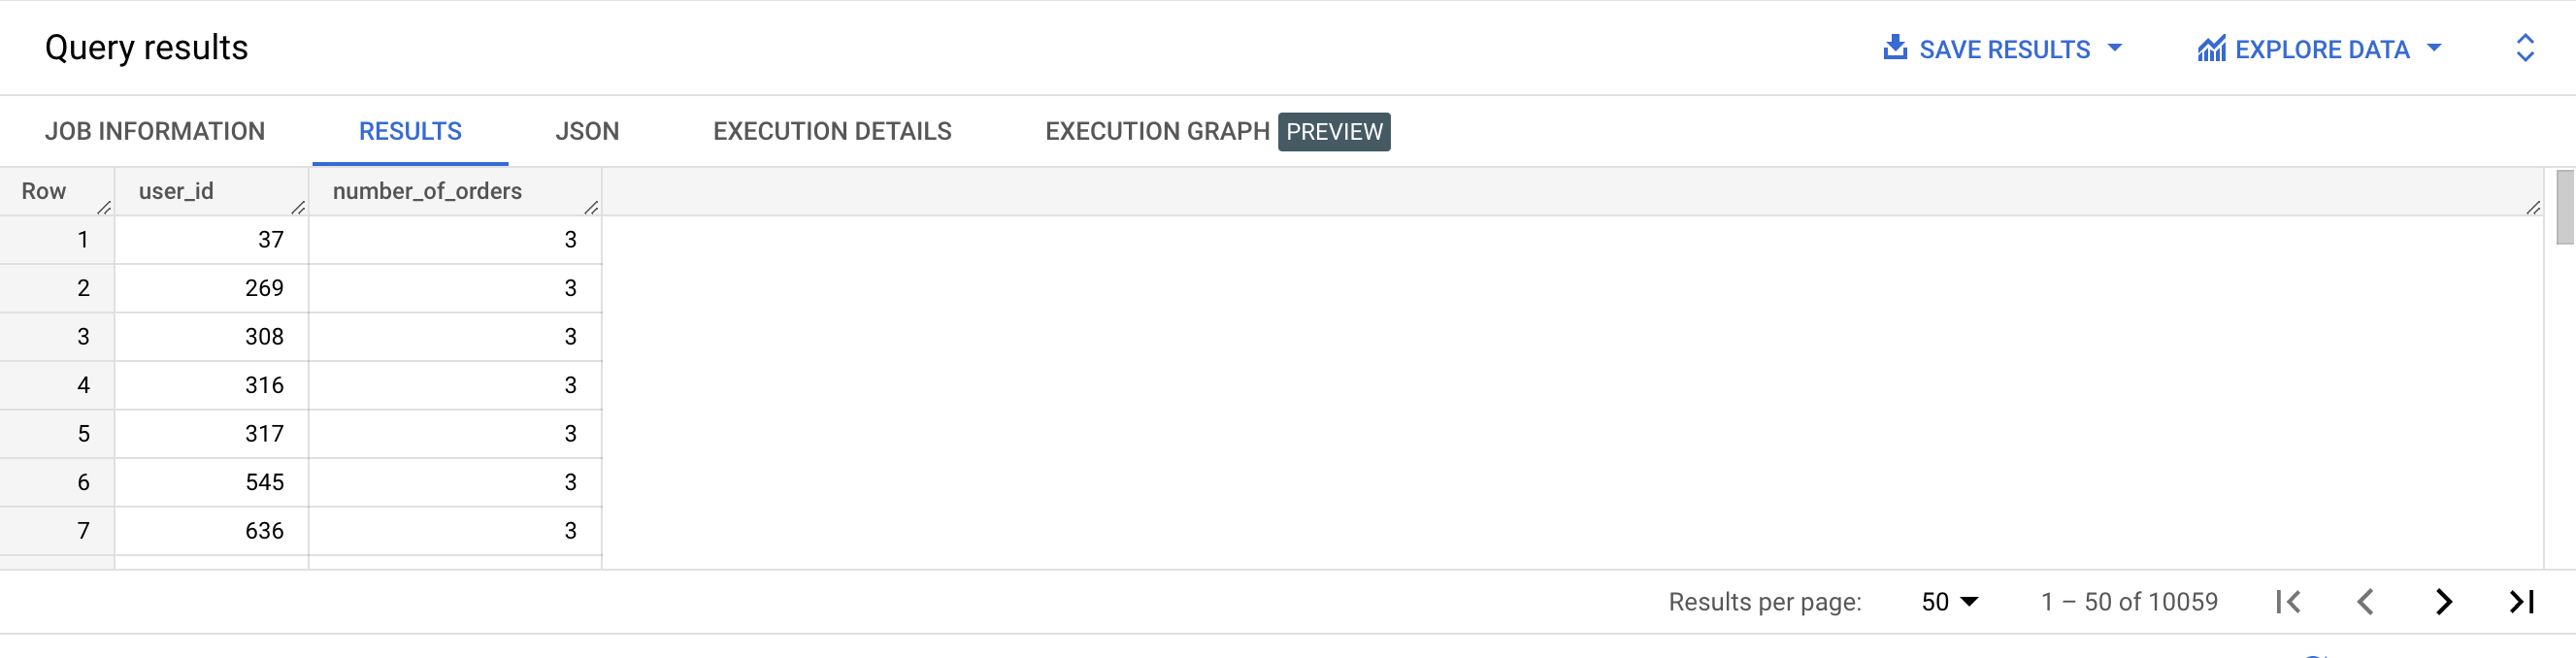 Query results SAVE RESULTS EXPLORE DATA
JOB INFORMATION RESULTS JSON EXECUTION DETAILS EXECUTION GRAPH PREVIEW
Row user_id number_of_orders
1 37 3
2 269 3
3 308 3
4 316 3
5 317 3
6 545 3
7 636 3
Results per page: 50 1 – 50 of 10059